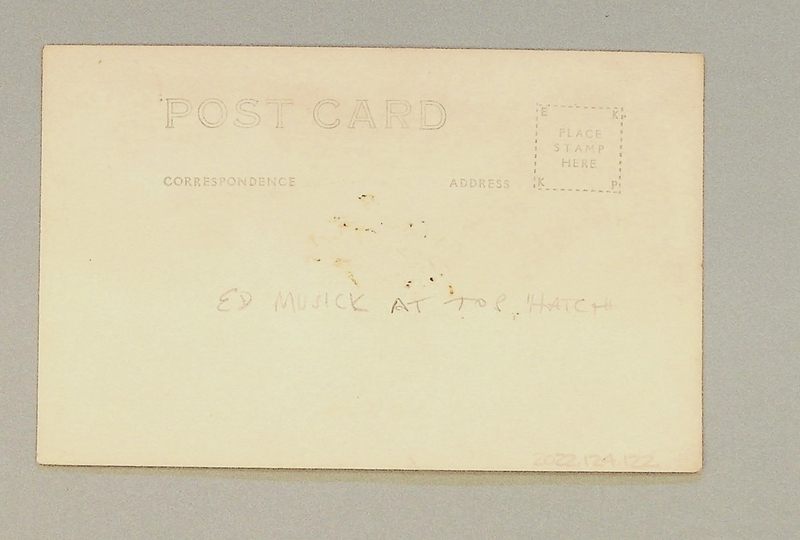 POST CARD
E K
PLACE
STAMP
HERE
K P
CORRESPONDENCE ADDRESS
ED MUSICK AT TOP "HATCH"
2022.124.122